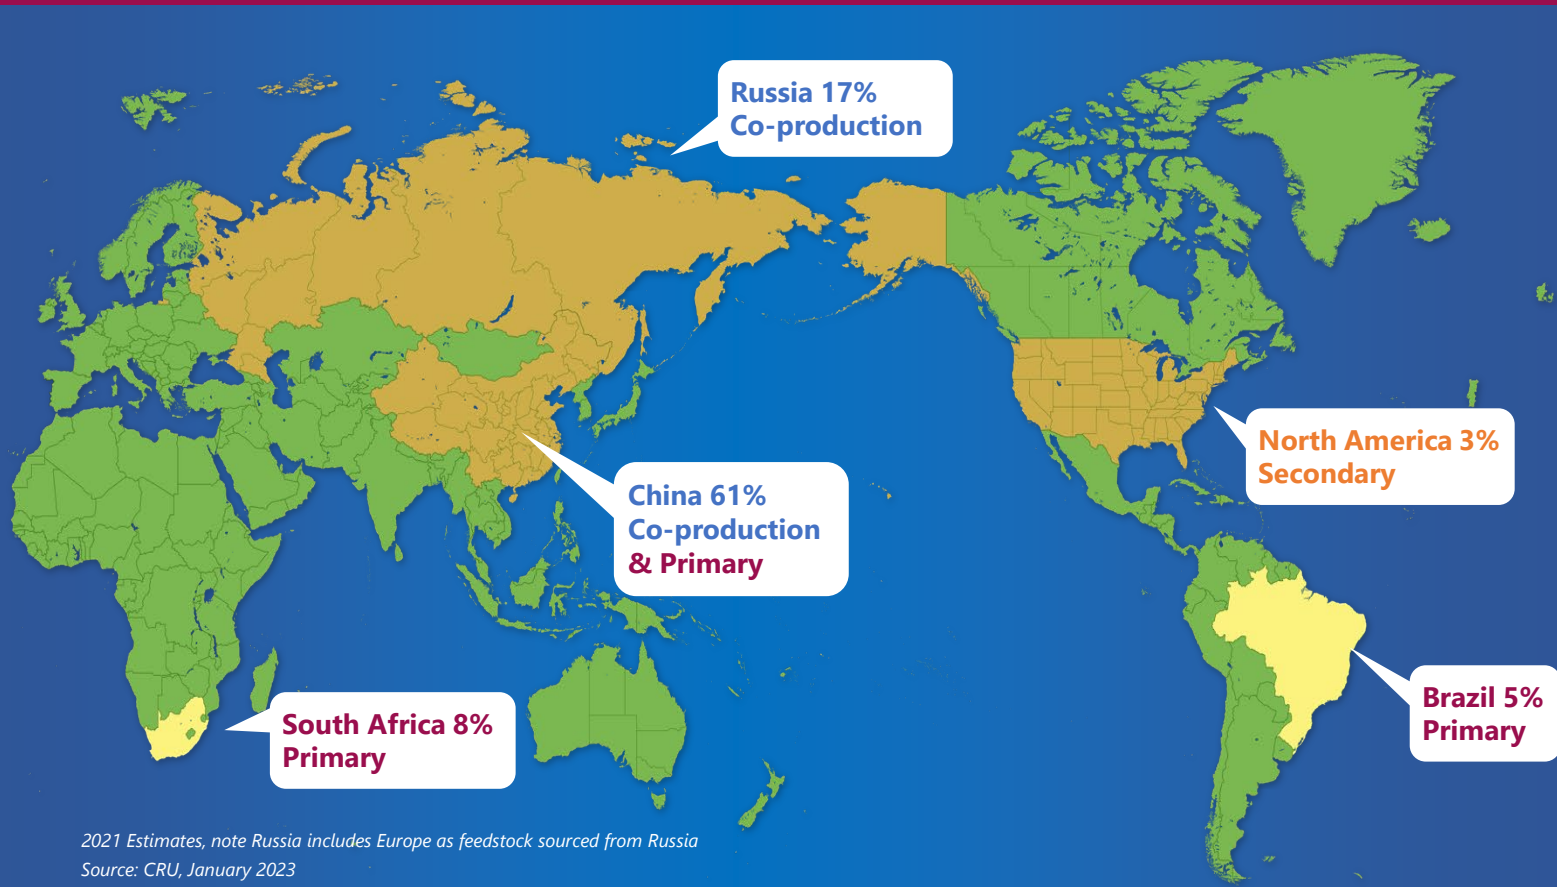 Russia 17%
Co-production
North America 3%
Secondary
China 61%
Co-production
& Primary
Brazil 5%
Primary
South Africa 8%
Primary
2021 Estimates, note Russia includes Europe as feedstock sourced from Russia
Source: CRU, January 2023